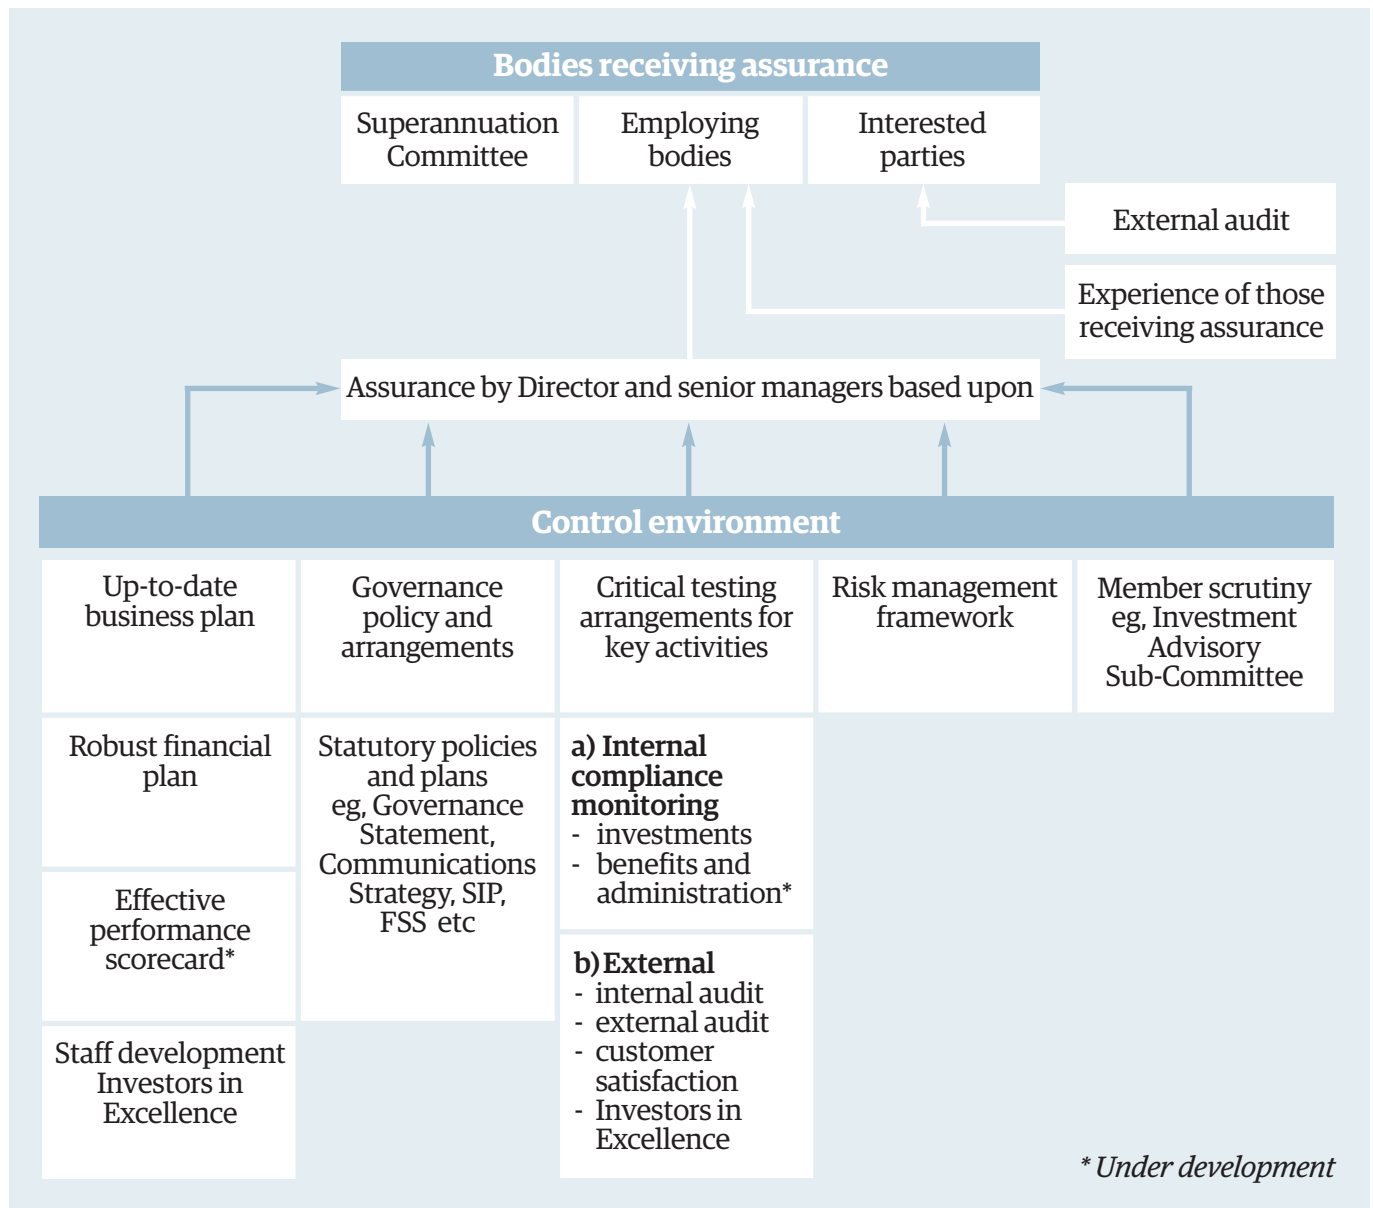 Bodies receiving assurance
Superannuation
Committee
Employing
bodies
Interested
parties
External audit
Experience of those
receiving assurance
Assurance by Director and senior managers based upon
Control environment
Up-to-date
business plan
Governance
policy and
arrangements
Critical testing
arrangements for
key activities
Risk management
framework
Member scrutiny
eg, Investment
Advisory
Sub-Committee
Robust financial
plan
Statutory policies
and plans
eg, Governance
Statement,
Communications
Strategy, SIP,
FSS etc
a) Internal
compliance
monitoring
- investments
- benefits and
administration*
Effective
performance
scorecard*
b) External
- internal audit
- external audit
- customer
satisfaction
- Investors in
Excellence
Staff development
Investors in
Excellence
* Under development